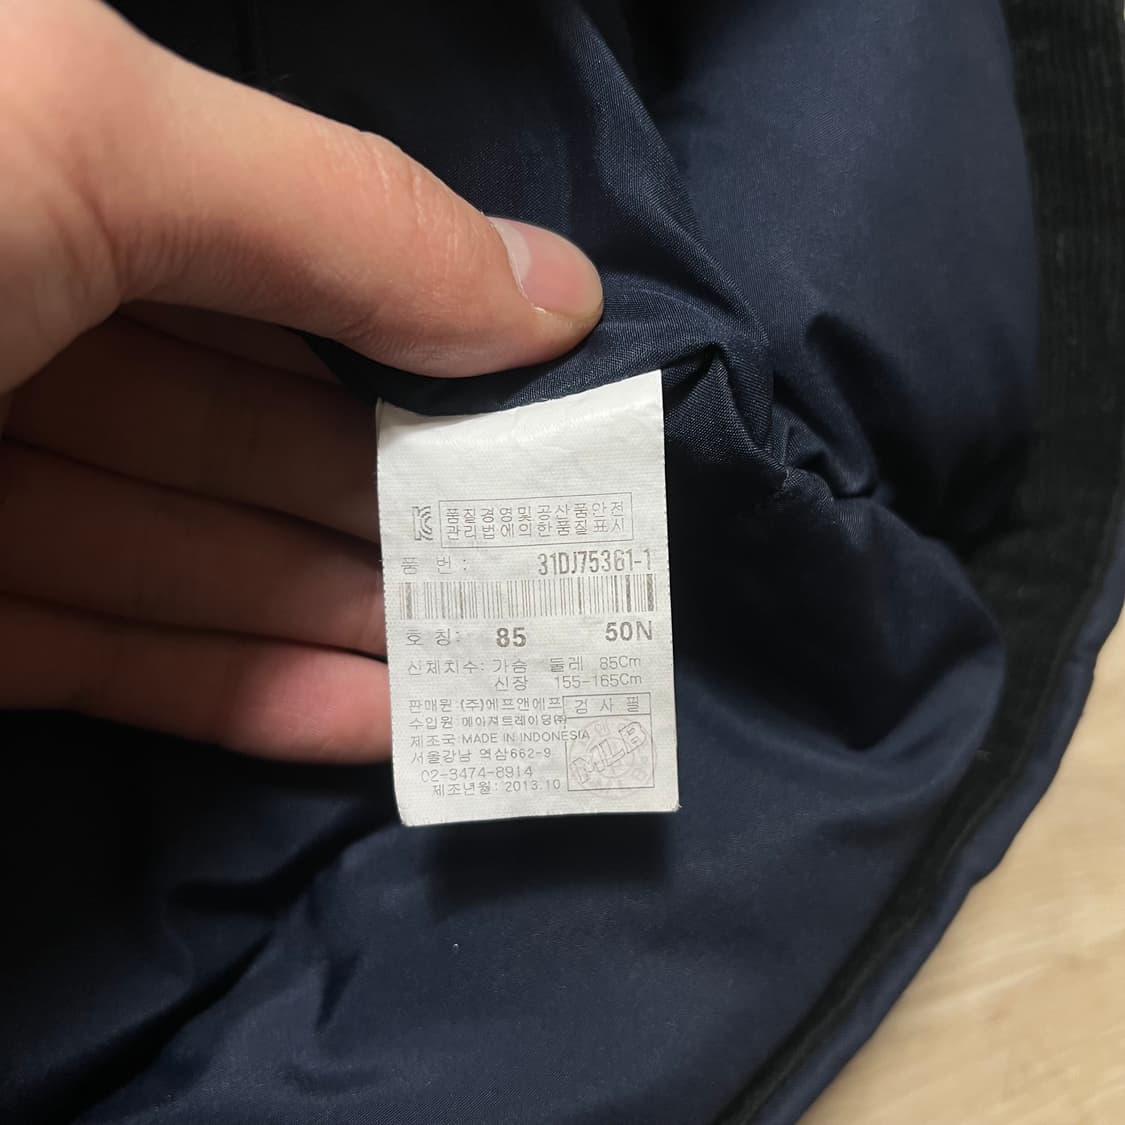 품질경영및공산품안전
관리법에의한품질표시
품 번 : 31DJ75361-1
호 칭: 85 50N
신체치수: 가슴 둘레 85Cm
신장 155-165Cm
판매원: (주)에프앤에프
검 사 필
수입원: 메이져트레이딩㈜
제조국: MADE IN INDONESIA
서울강남 역삼662-9
02-3474-8914
제조년월: 2013.10
MLB